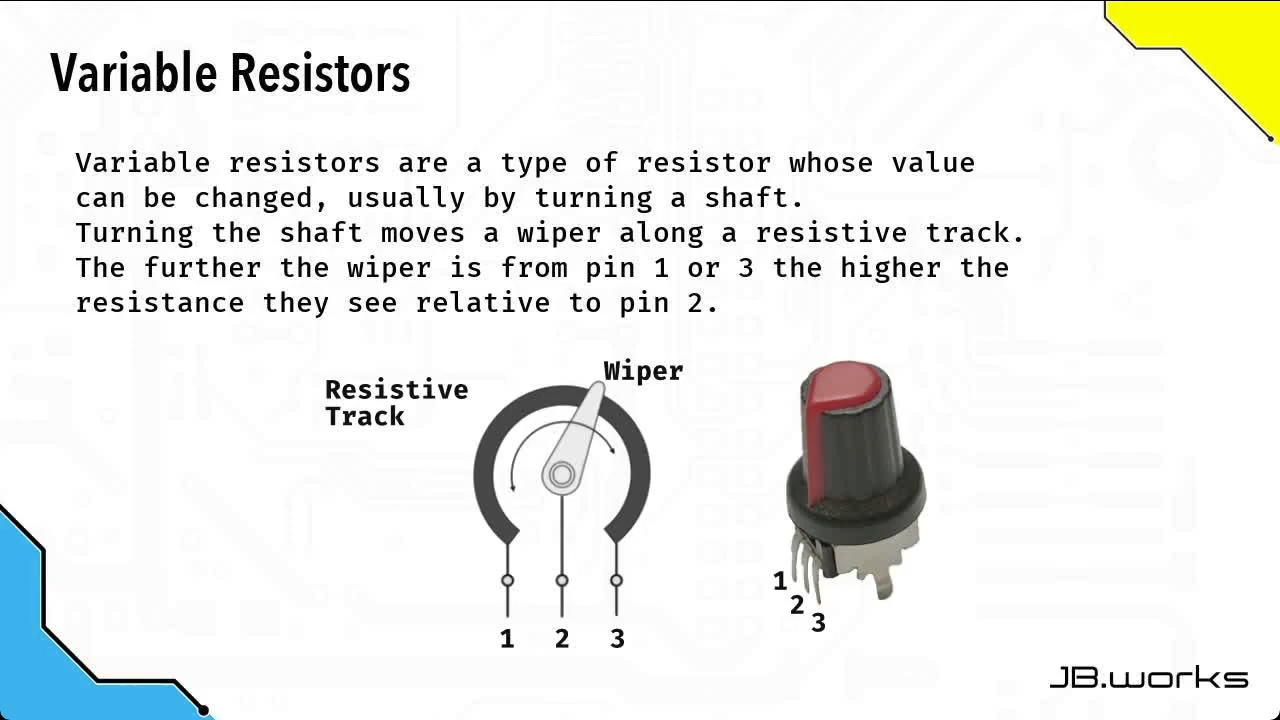 Variable Resistors
Variable resistors are a type of resistor whose value
can be changed, usually by turning a shaft.
Turning the shaft moves a wiper along a resistive track.
The further the wiper is from pin 1 or 3 the higher the
resistance they see relative to pin 2.
Wiper
Resistive
Track
1 2 3
1
2
3
JB.works